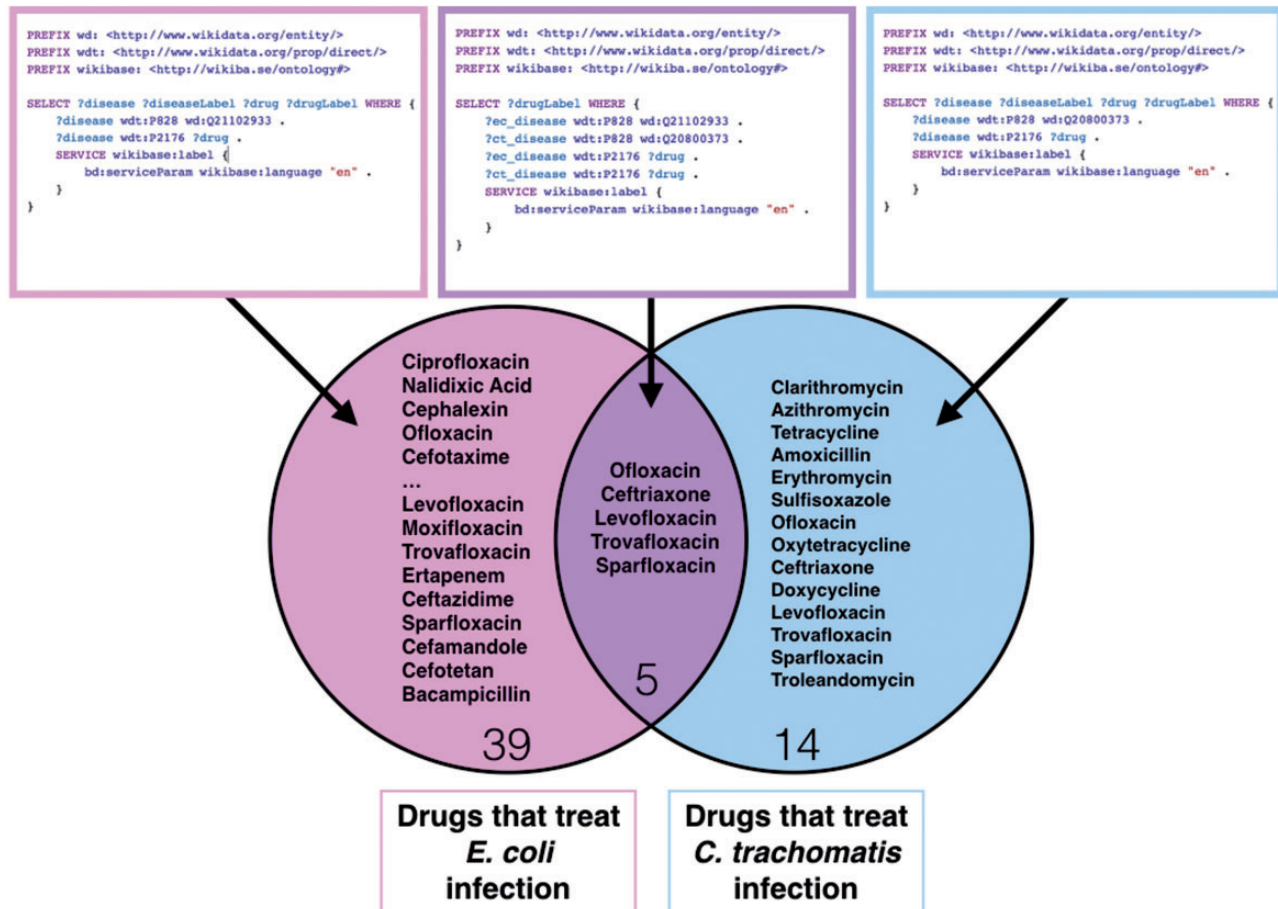 PREFIX wd: <http://www.wikidata.org/entity/>
PREFIX wdt: <http://www.wikidata.org/prop/direct/>
PREFIX wikibase: <http://wikiba.se/ontology#>
SELECT ?disease ?diseaseLabel ?drug ?drugLabel WHERE {
?disease wdt:P828 wd:Q21102933 .
?disease wdt:P2176 ?drug .
SERVICE wikibase:label {
bd:serviceParam wikibase:language "en" .
}
}
PREFIX wd: <http://www.wikidata.org/entity/>
PREFIX wdt: <http://www.wikidata.org/prop/direct/>
PREFIX wikibase: <http://wikiba.se/ontology#>
SELECT ?drugLabel WHERE {
?ec_disease wdt:P828 wd:Q21102933 .
?ct_disease wdt:P828 wd:Q20800373 .
?ec_disease wdt:P2176 ?drug .
?ct_disease wdt:P2176 ?drug .
SERVICE wikibase:label {
bd:serviceParam wikibase:language "en" .
}
}
PREFIX wd: <http://www.wikidata.org/entity/>
PREFIX wdt: <http://www.wikidata.org/prop/direct/>
PREFIX wikibase: <http://wikiba.se/ontology#>
SELECT ?disease ?diseaseLabel ?drug ?drugLabel WHERE {
?disease wdt:P828 wd:Q20800373 .
?disease wdt:P2176 ?drug .
SERVICE wikibase:label {
bd:serviceParam wikibase:language "en" .
}
}
Ciprofloxacin
Nalidixic Acid
Cephalexin
Ofloxacin
Cefotaxime
...
Levofloxacin
Moxifloxacin
Trovafloxacin
Ertapenem
Ceftazidime
Sparfloxacin
Cefamandole
Cefotetan
Bacampicillin
39
Ofloxacin
Ceftriaxone
Levofloxacin
Trovafloxacin
Sparfloxacin
5
Clarithromycin
Azithromycin
Tetracycline
Amoxicillin
Erythromycin
Sulfisoxazole
Ofloxacin
Oxytetracycline
Ceftriaxone
Doxycycline
Levofloxacin
Trovafloxacin
Sparfloxacin
Troleandomycin
14
Drugs that treat
E. coli
infection
Drugs that treat
C. trachomatis
infection